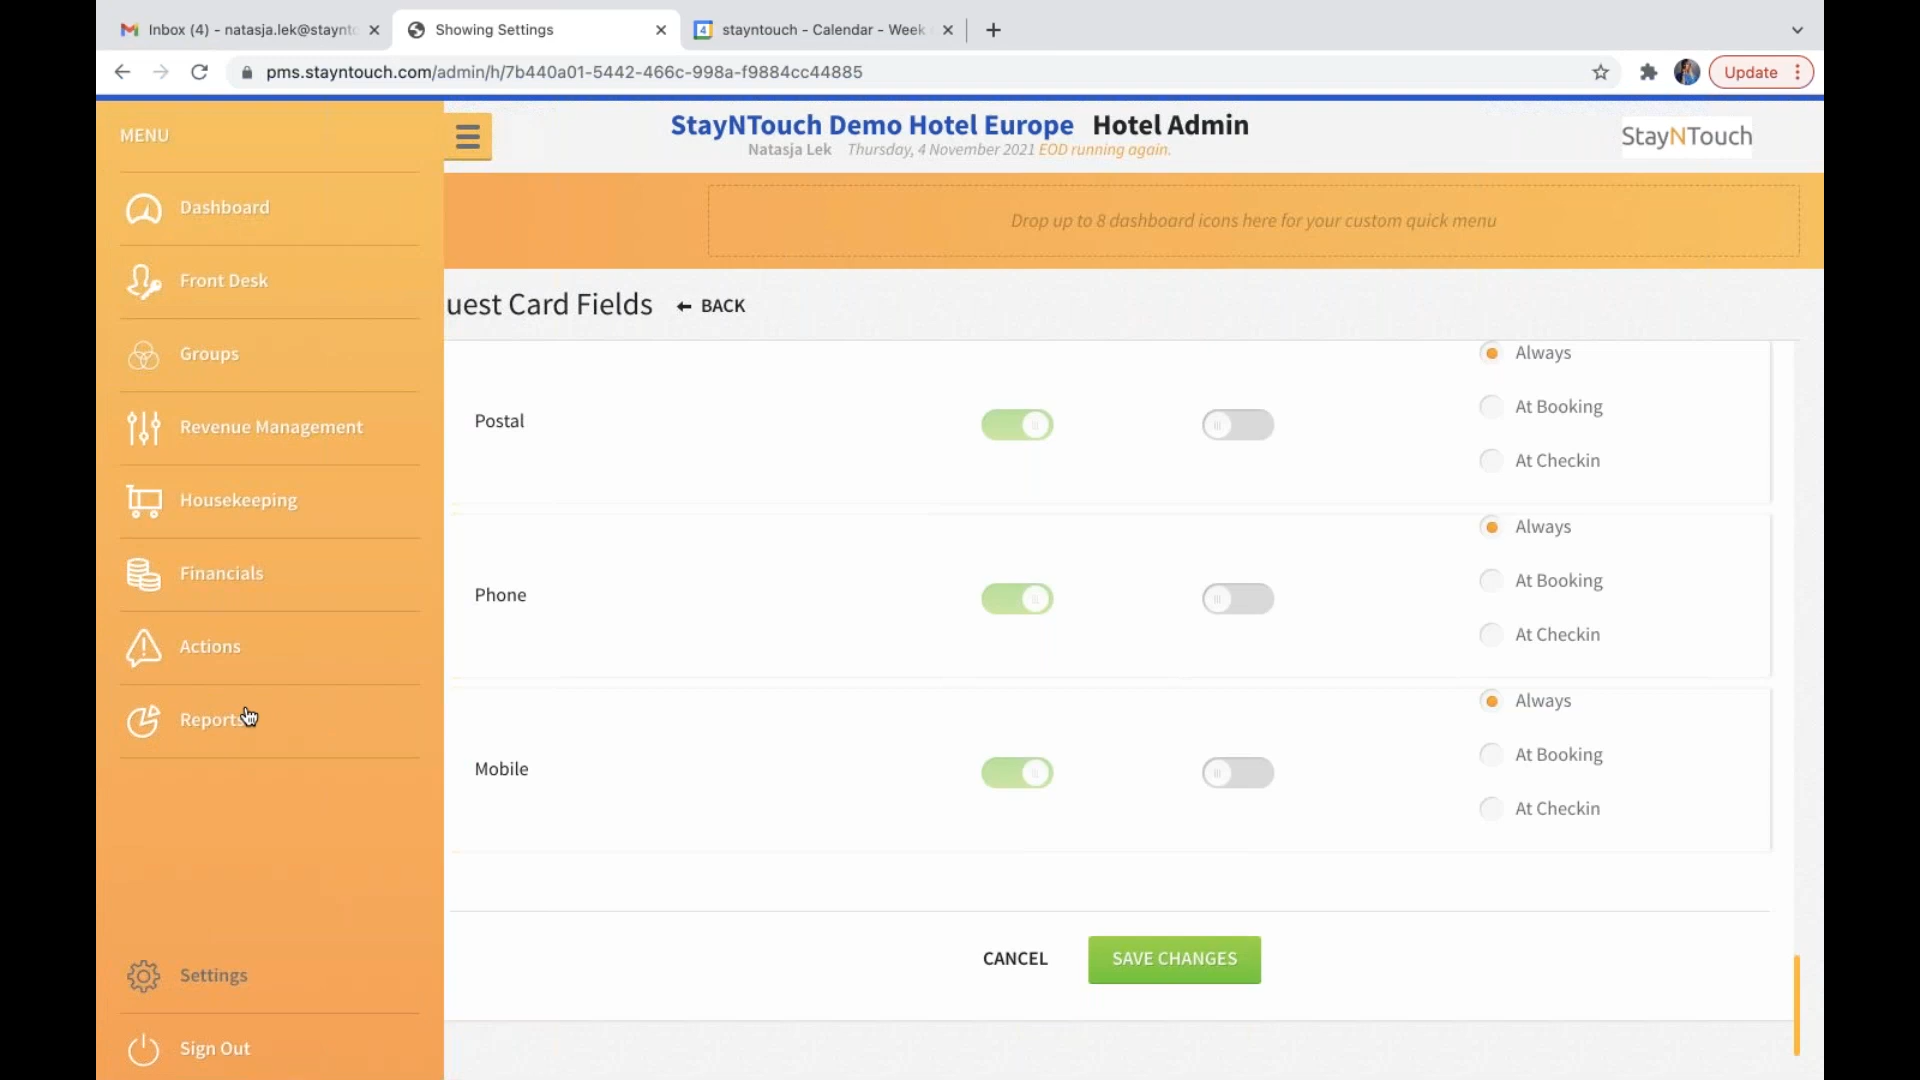 Inbox (4) - natasja.lek@staynt
Showing Settings
stayntouch - Calendar - Week
pms.stayntouch.com/admin/h/7b440a01-5442-466c-998a-f9884cc44885
Update
MENU
StayNTouch Demo Hotel Europe Hotel Admin
Natasja Lek Thursday, 4 November 2021 EOD running again.
StayNTouch
Dashboard
Front Desk
Groups
Revenue Management
Housekeeping
Financials
Actions
Reports
Settings
Sign Out
Drop up to 8 dashboard icons here for your custom quick menu
uest Card Fields
BACK
Postal
Always
At Booking
At Checkin
Phone
Always
At Booking
At Checkin
Mobile
Always
At Booking
At Checkin
CANCEL
SAVE CHANGES